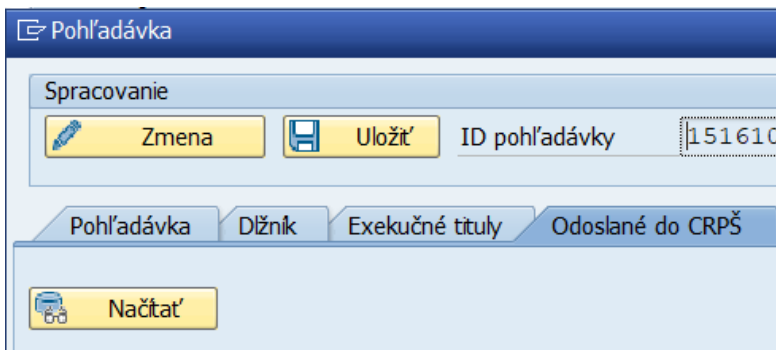 Pohľadávka
Spracovanie
Zmena Uložiť ID pohľadávky 151610
Pohľadávka Dlžník Exekučné tituly Odoslané do CRPŠ
Načítať